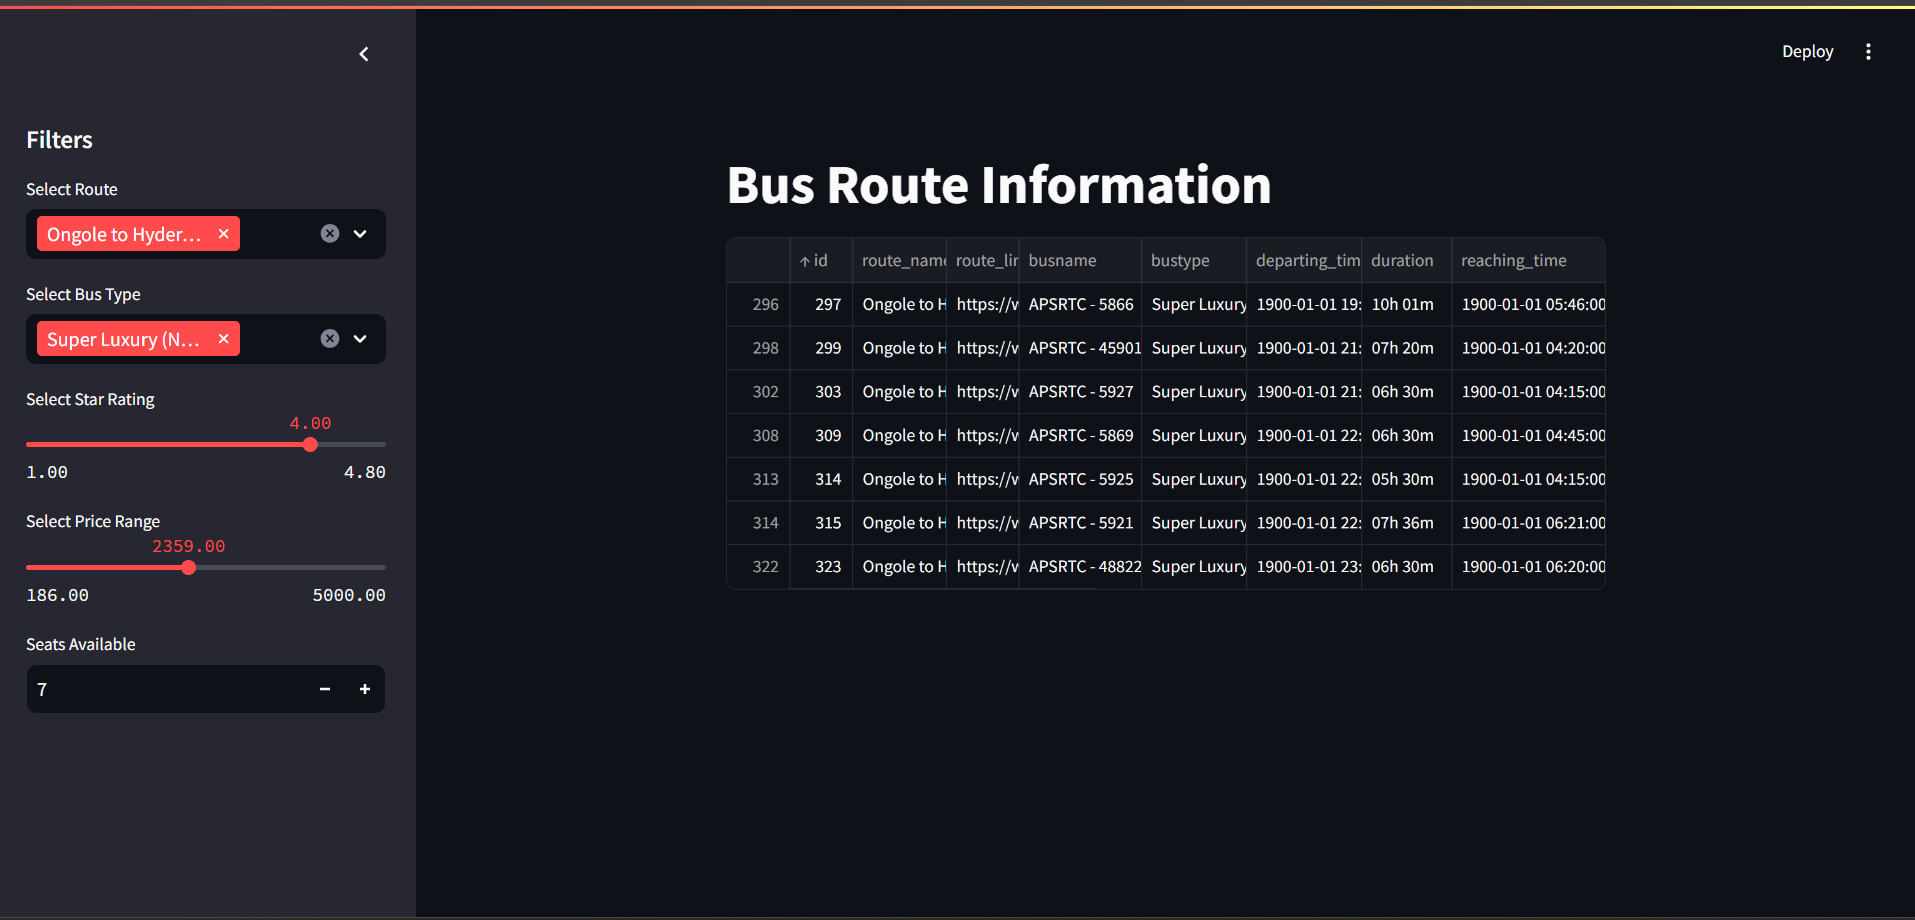 Deploy
Filters
Select Route
Ongole to Hyder...
Select Bus Type
Super Luxury (N...
Select Star Rating
4.00
1.00 4.80
Select Price Range
2359.00
186.00 5000.00
Seats Available
7
Bus Route Information
id route_name route_lin busname bustype departing_tim duration reaching_time
296 297 Ongole to H https://w APSRTC - 5866 Super Luxury 1900-01-01 19: 10h 01m 1900-01-01 05:46:00
298 299 Ongole to H https://w APSRTC - 45901 Super Luxury 1900-01-01 21: 07h 20m 1900-01-01 04:20:00
302 303 Ongole to H https://w APSRTC - 5927 Super Luxury 1900-01-01 21: 06h 30m 1900-01-01 04:15:00
308 309 Ongole to H https://w APSRTC - 5869 Super Luxury 1900-01-01 22: 06h 30m 1900-01-01 04:45:00
313 314 Ongole to H https://w APSRTC - 5925 Super Luxury 1900-01-01 22: 05h 30m 1900-01-01 04:15:00
314 315 Ongole to H https://w APSRTC - 5921 Super Luxury 1900-01-01 22: 07h 36m 1900-01-01 06:21:00
322 323 Ongole to H https://w APSRTC - 48822 Super Luxury 1900-01-01 23: 06h 30m 1900-01-01 06:20:00